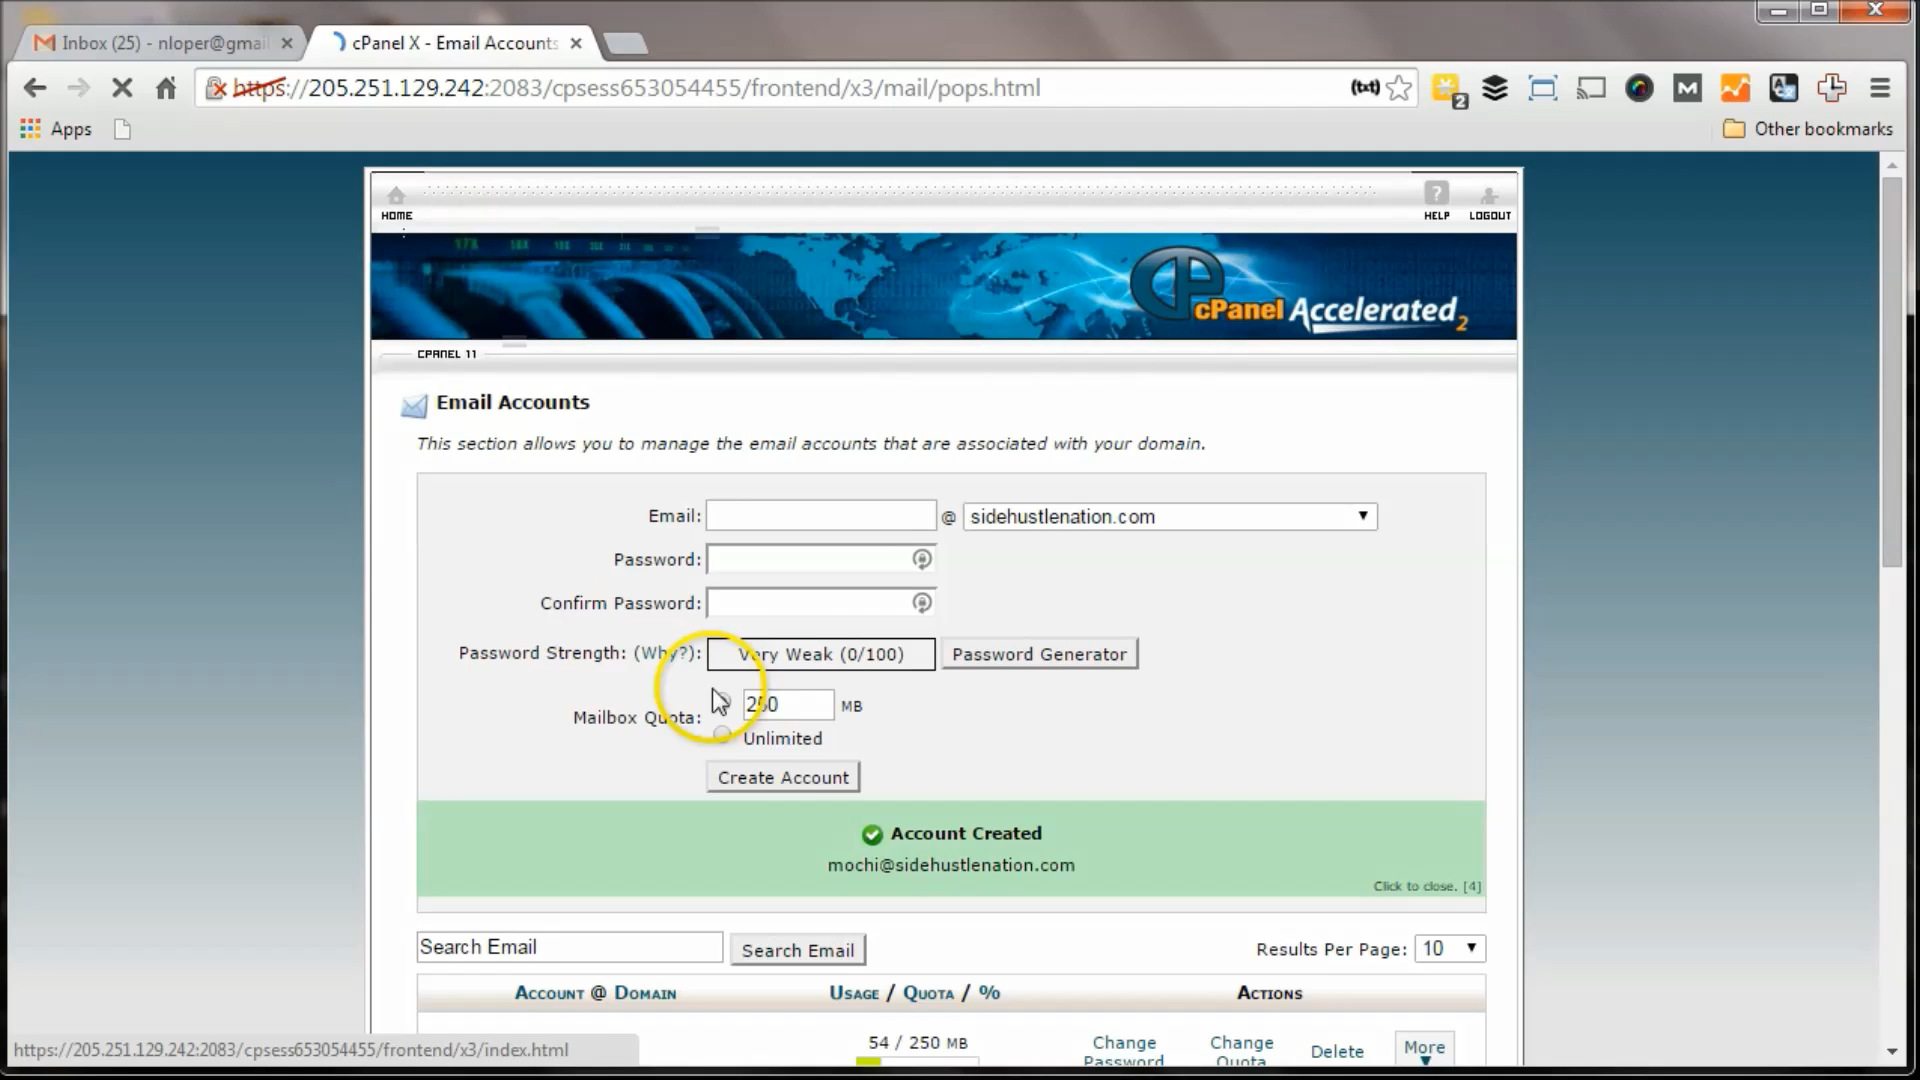 Inbox (25) - nloper@gmai
cPanel X - Email Accounts
https://205.251.129.242:2083/cpsess653054455/frontend/x3/mail/pops.html
(txt)
2
Apps
Other bookmarks
HOME
HELP
LOGOUT
cPanel Accelerated2
CPANEL 11
Email Accounts
This section allows you to manage the email accounts that are associated with your domain.
Email: @ sidehustlenation.com
Password:
Confirm Password:
Password Strength: (Why?): Very Weak (0/100) Password Generator
Mailbox Quota: 250 MB
Unlimited
Create Account
Account Created
mochi@sidehustlenation.com
Click to close. [4]
Search Email Search Email Results Per Page: 10
Account @ Domain Usage / Quota / % Actions
54 / 250 MB Change Password Change Quota Delete More
https://205.251.129.242:2083/cpsess653054455/frontend/x3/index.html